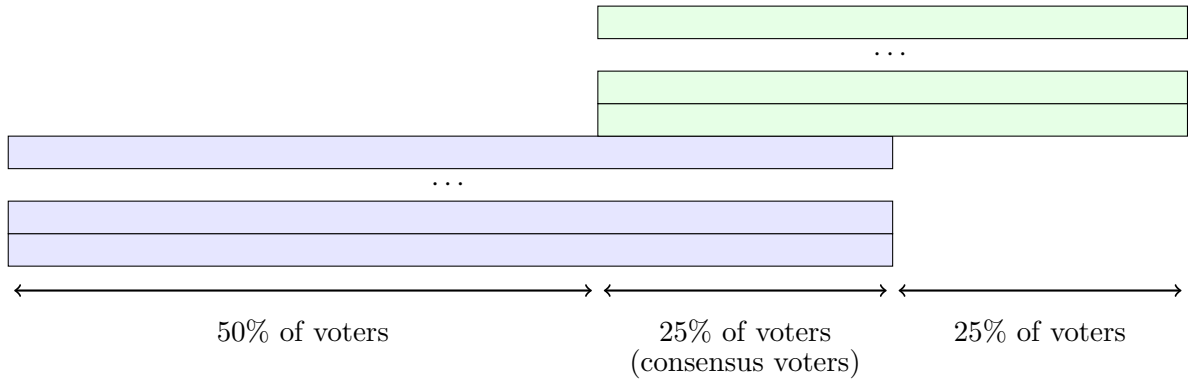 ...
...
50% of voters
25% of voters
(consensus voters)
25% of voters